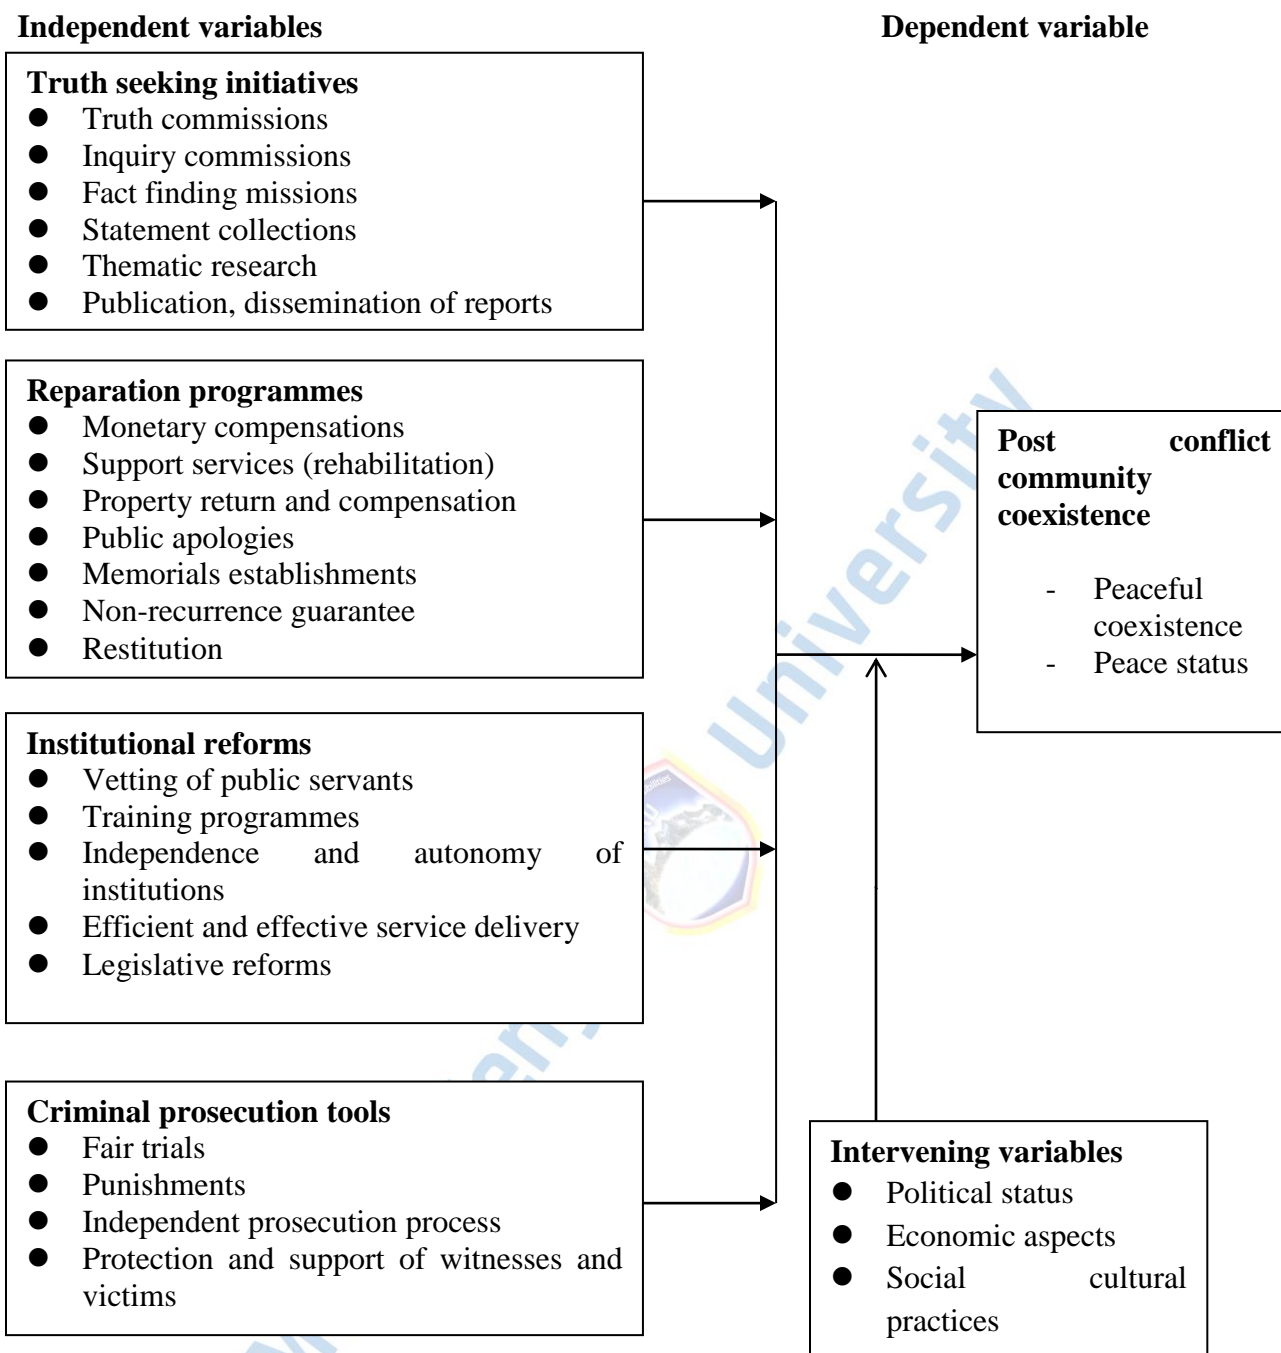 Independent variables
Dependent variable
Truth seeking initiatives
● Truth commissions
● Inquiry commissions
● Fact finding missions
● Statement collections
● Thematic research
● Publication, dissemination of reports
Reparation programmes
● Monetary compensations
● Support services (rehabilitation)
● Property return and compensation
● Public apologies
● Memorials establishments
● Non-recurrence guarantee
● Restitution
Institutional reforms
● Vetting of public servants
● Training programmes
● Independence and autonomy of
institutions
● Efficient and effective service delivery
● Legislative reforms
Criminal prosecution tools
● Fair trials
● Punishments
● Independent prosecution process
● Protection and support of witnesses and
victims
Post conflict
community
coexistence
- Peaceful
coexistence
- Peace status
Intervening variables
● Political status
● Economic aspects
● Social cultural
practices
University